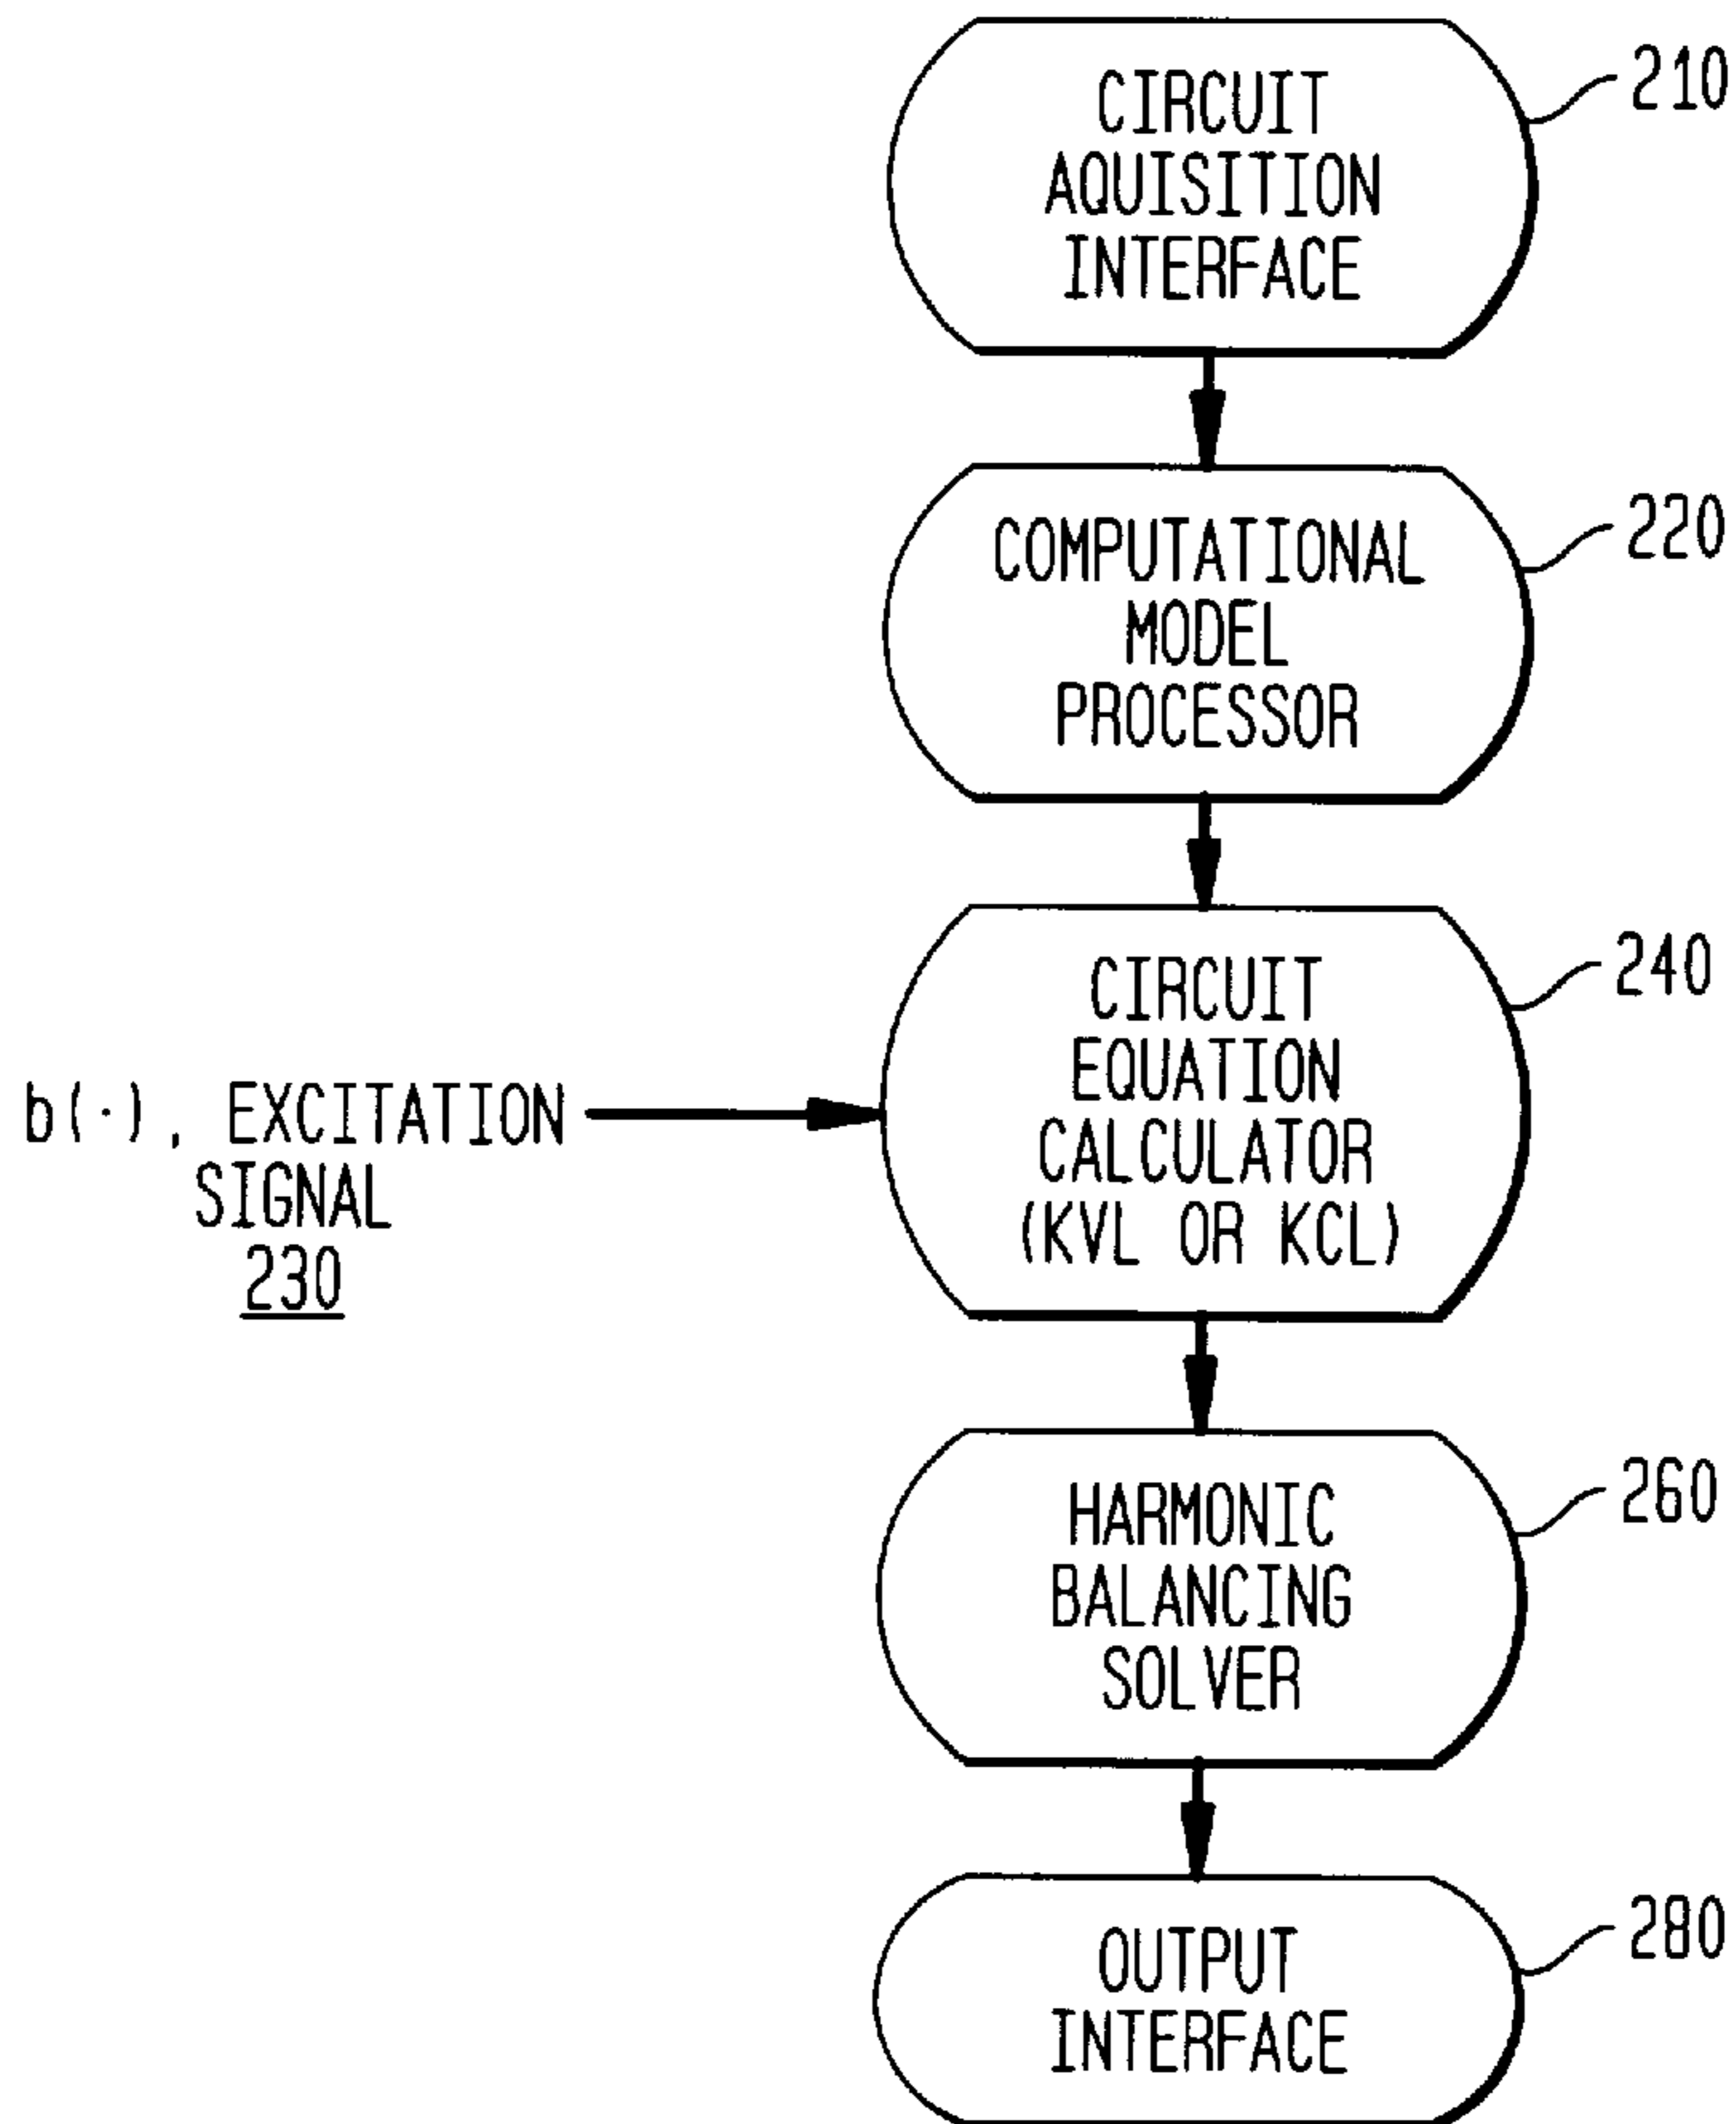 CIRCUIT
AQUISITION
INTERFACE
210
COMPUTATIONAL
MODEL
PROCESSOR
220
CIRCUIT
EQUATION
CALCULATOR
(KVL OR KCL)
240
b(·), EXCITATION
SIGNAL
230
HARMONIC
BALANCING
SOLVER
260
OUTPUT
INTERFACE
280